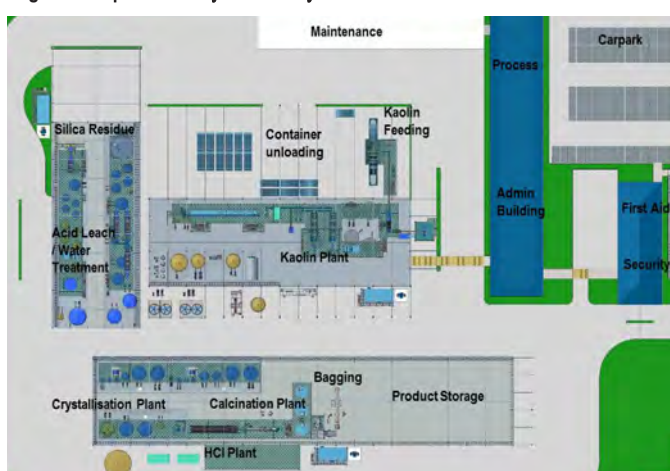 Maintenance
Carpark
Process
Kaolin
Feeding
Silica Residue
Container
unloading
Admin
Building
First Aid
Acid Leach
/ Water
Treatment
Kaolin Plant
Security
Bagging
Crystallisation Plant
Calcination Plant
Product Storage
HCl Plant